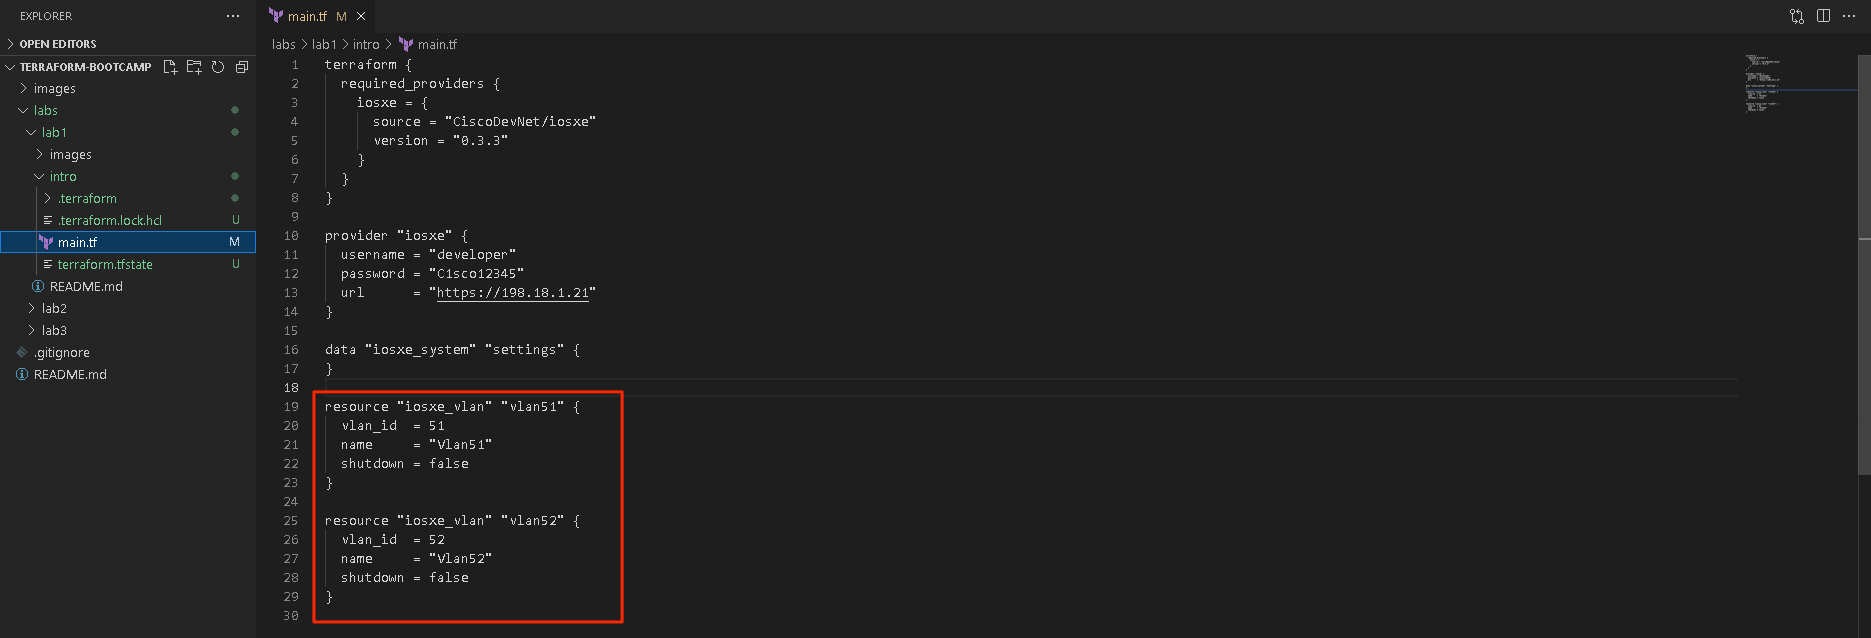 EXPLORER
OPEN EDITORS
TERRAFORM-BOOTCAMP
images
labs
lab1
images
intro
.terraform
.terraform.lock.hcl U
main.tf M
terraform.tfstate U
README.md
lab2
lab3
.gitignore
README.md
main.tf M
labs > lab1 > intro > main.tf
1 terraform {
2   required_providers {
3     iosxe = {
4       source = "CiscoDevNet/iosxe"
5       version = "0.3.3"
6     }
7   }
8 }
9
10 provider "iosxe" {
11   username = "developer"
12   password = "C1sco12345"
13   url      = "https://198.18.1.21"
14 }
15
16 data "iosxe_system" "settings" {
17 }
18
19 resource "iosxe_vlan" "vlan51" {
20   vlan_id  = 51
21   name     = "Vlan51"
22   shutdown = false
23 }
24
25 resource "iosxe_vlan" "vlan52" {
26   vlan_id  = 52
27   name     = "Vlan52"
28   shutdown = false
29 }
30